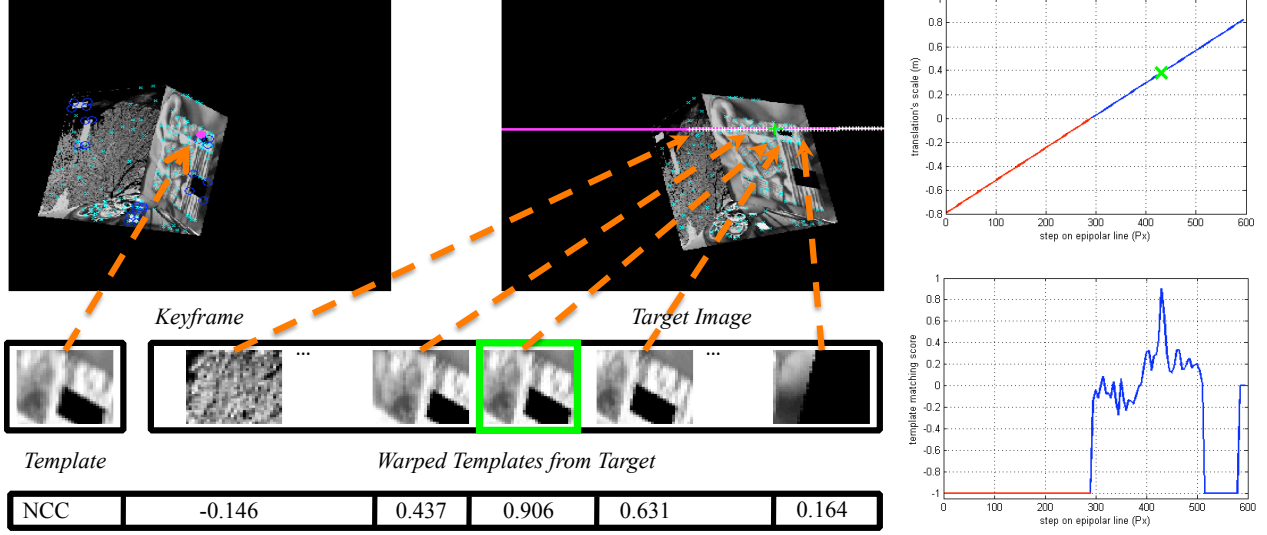 Keyframe
Target Image
... ...
Template
Warped Templates from Target
NCC -0.146 0.437 0.906 0.631 0.164
translation's scale (m)
1
0.8
0.6
0.4
0.2
0
-0.2
-0.4
-0.6
-0.8
0 100 200 300 400 500 600
step on epipolar line (Px)
template matching score
1
0.8
0.6
0.4
0.2
0
-0.2
-0.4
-0.6
-0.8
-1
0 100 200 300 400 500 600
step on epipolar line (Px)